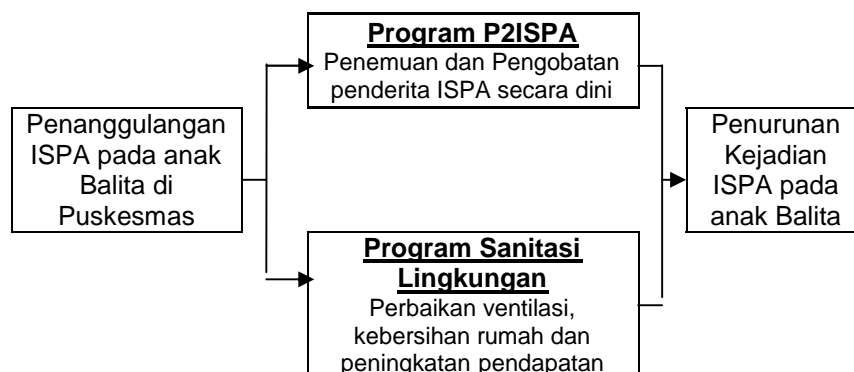 Penanggulangan
ISPA pada anak
Balita di
Puskesmas
Program P2ISPA
Penemuan dan Pengobatan
penderita ISPA secara dini
Program Sanitasi
Lingkungan
Perbaikan ventilasi,
kebersihan rumah dan
peningkatan pendapatan
Penurunan
Kejadian
ISPA pada
anak Balita